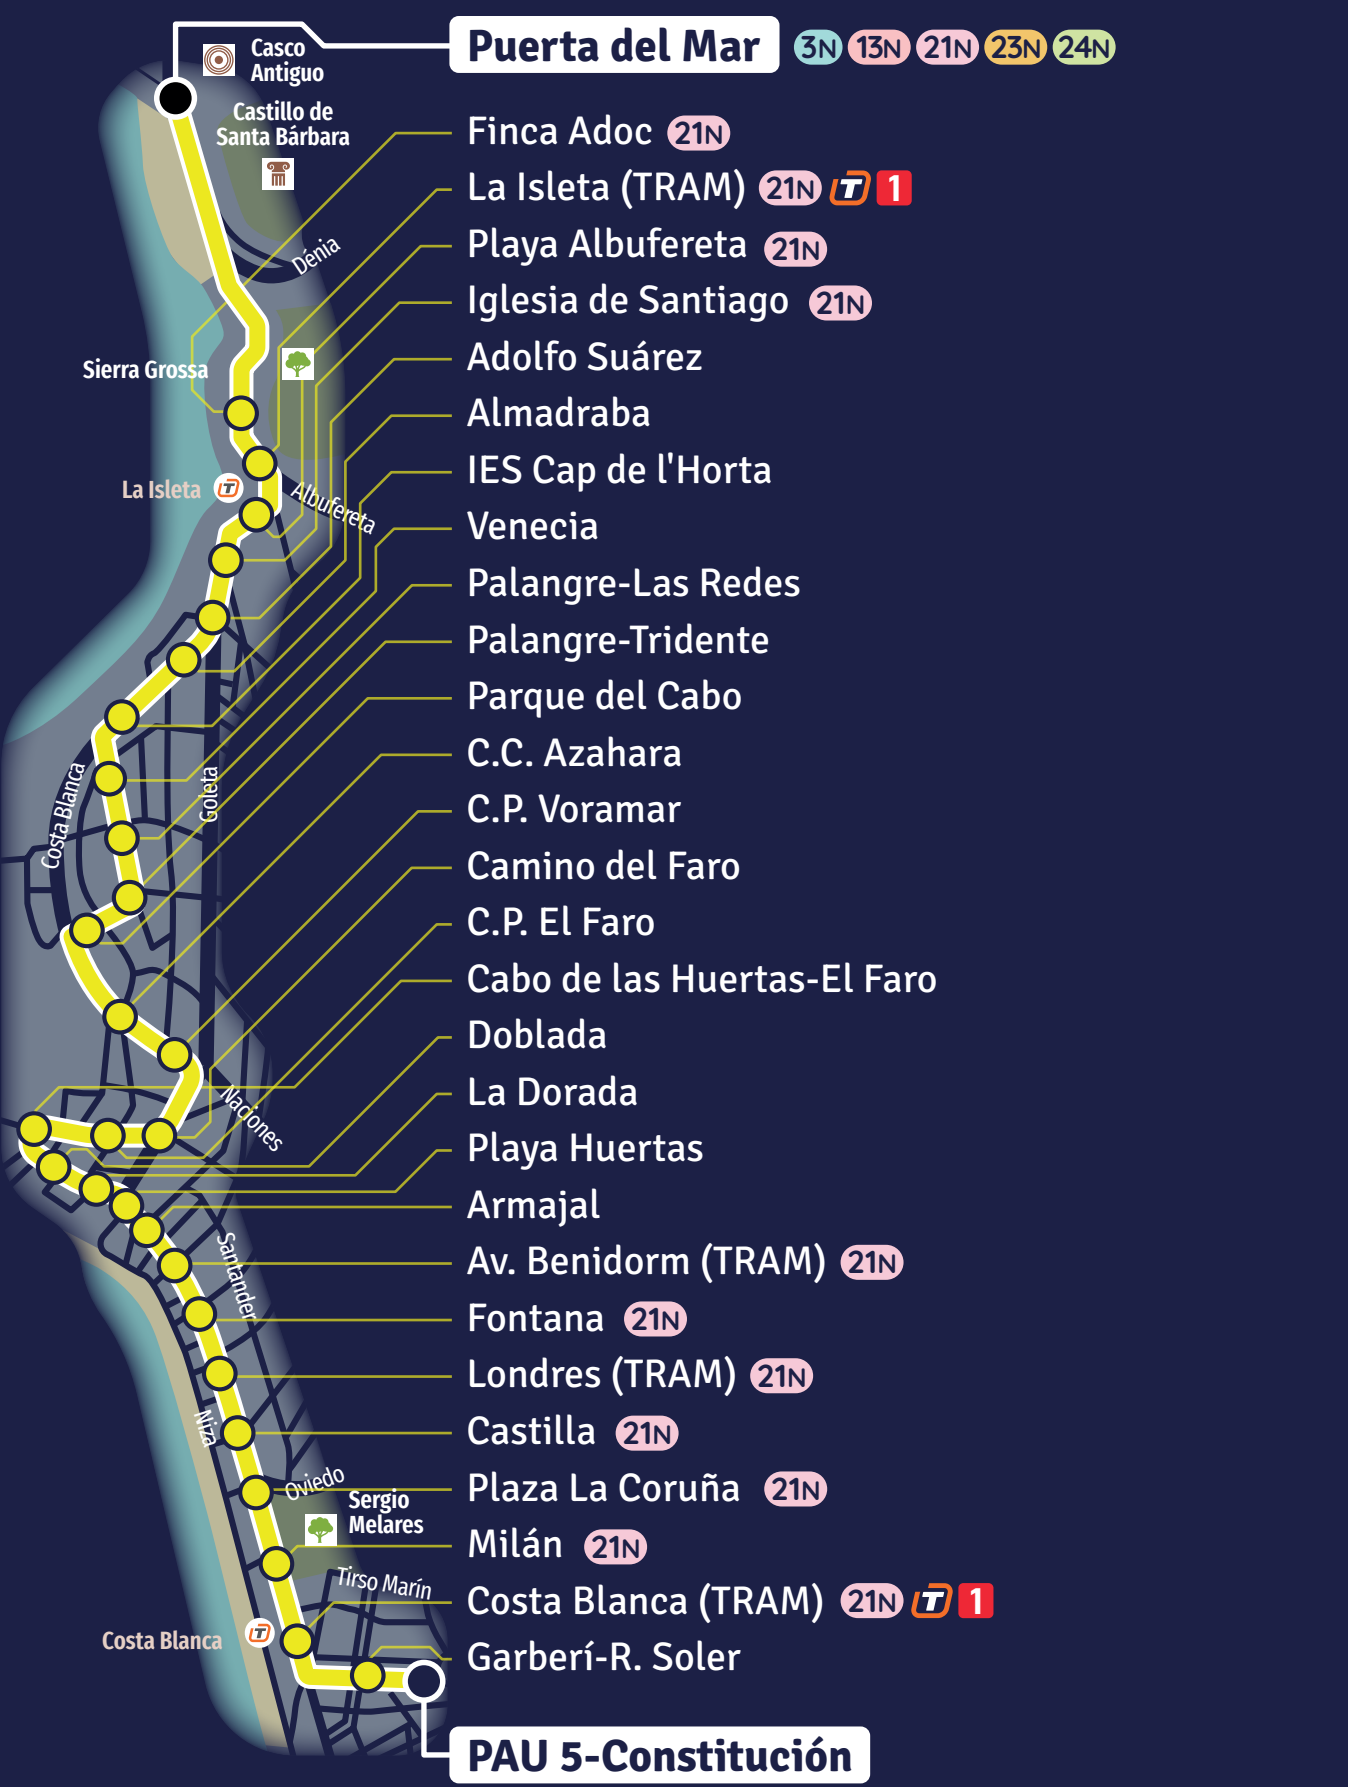 Puerta del Mar 3N 13N 21N 23N 24N
Casco
Antiguo
Castillo de
Santa Bárbara
Finca Adoc 21N
La Isleta (TRAM) 21N T 1
Playa Albufereta 21N
Dénia
Iglesia de Santiago 21N
Adolfo Suárez
Sierra Grossa
Almadraba
IES Cap de l'Horta
La Isleta T
Albufereta
Venecia
Palangre-Las Redes
Palangre-Tridente
Parque del Cabo
C.C. Azahara
Costa Blanca
Goleta
C.P. Voramar
Camino del Faro
C.P. El Faro
Cabo de las Huertas-El Faro
Doblada
La Dorada
Naciones
Playa Huertas
Armajal
Av. Benidorm (TRAM) 21N
Santander
Fontana 21N
Londres (TRAM) 21N
Niza
Castilla 21N
Oviedo
Plaza La Coruña 21N
Sergio
Melares
Milán 21N
Tirso Marín
Costa Blanca (TRAM) 21N T 1
Costa Blanca T
Garberí-R. Soler
PAU 5-Constitución